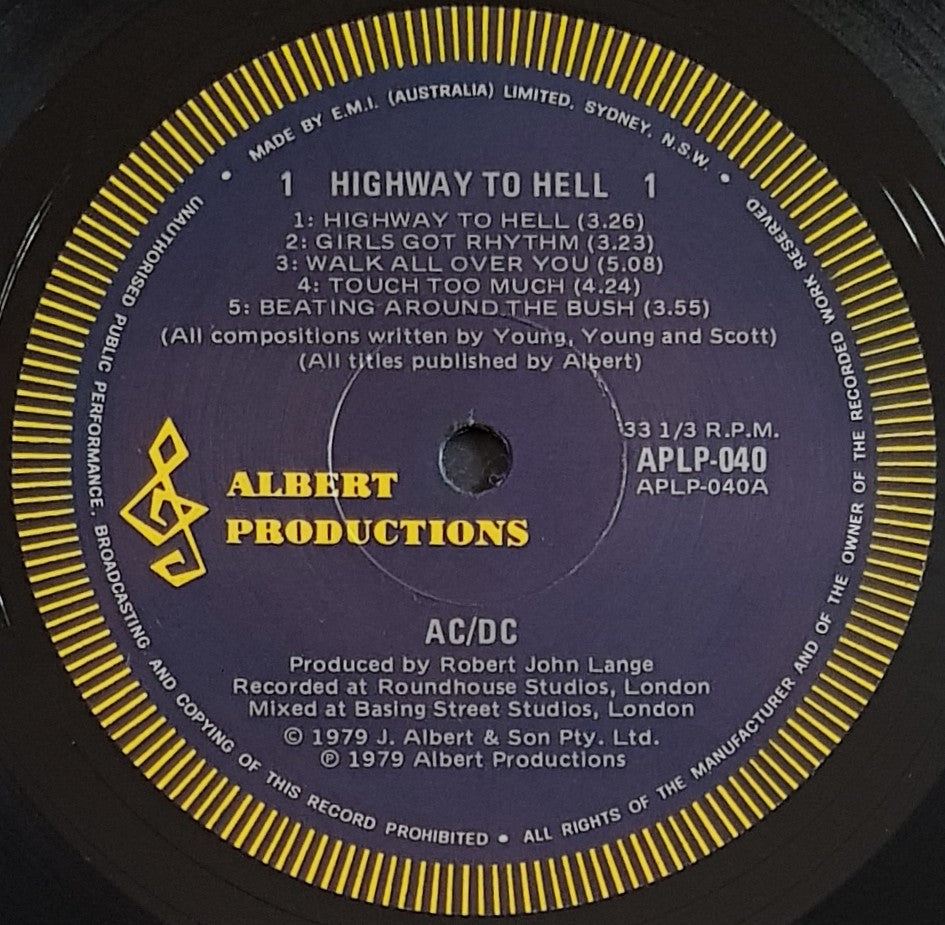 MADE BY E.M.I. (AUSTRALIA) LIMITED. SYDNEY. N.S.W. •
1 HIGHWAY TO HELL 1
1: HIGHWAY TO HELL (3.26)
2: GIRLS GOT RHYTHM (3.23)
3: WALK ALL OVER YOU (5.08)
4: TOUCH TOO MUCH (4.24)
5: BEATING AROUND THE BUSH (3.55)
(All compositions written by Young, Young and Scott)
(All titles published by Albert)
33 1/3 R.P.M.
APLP-040
APLP-040A
ALBERT
PRODUCTIONS
AC/DC
Produced by Robert John Lange
Recorded at Roundhouse Studios, London
Mixed at Basing Street Studios, London
© 1979 J. Albert & Son Pty. Ltd.
℗ 1979 Albert Productions
ALL RIGHTS OF THE MANUFACTURER AND OF THE OWNER OF THE RECORDED WORK RESERVED •
UNAUTHORISED PUBLIC PERFORMANCE, BROADCASTING AND COPYING OF THIS RECORD PROHIBITED •